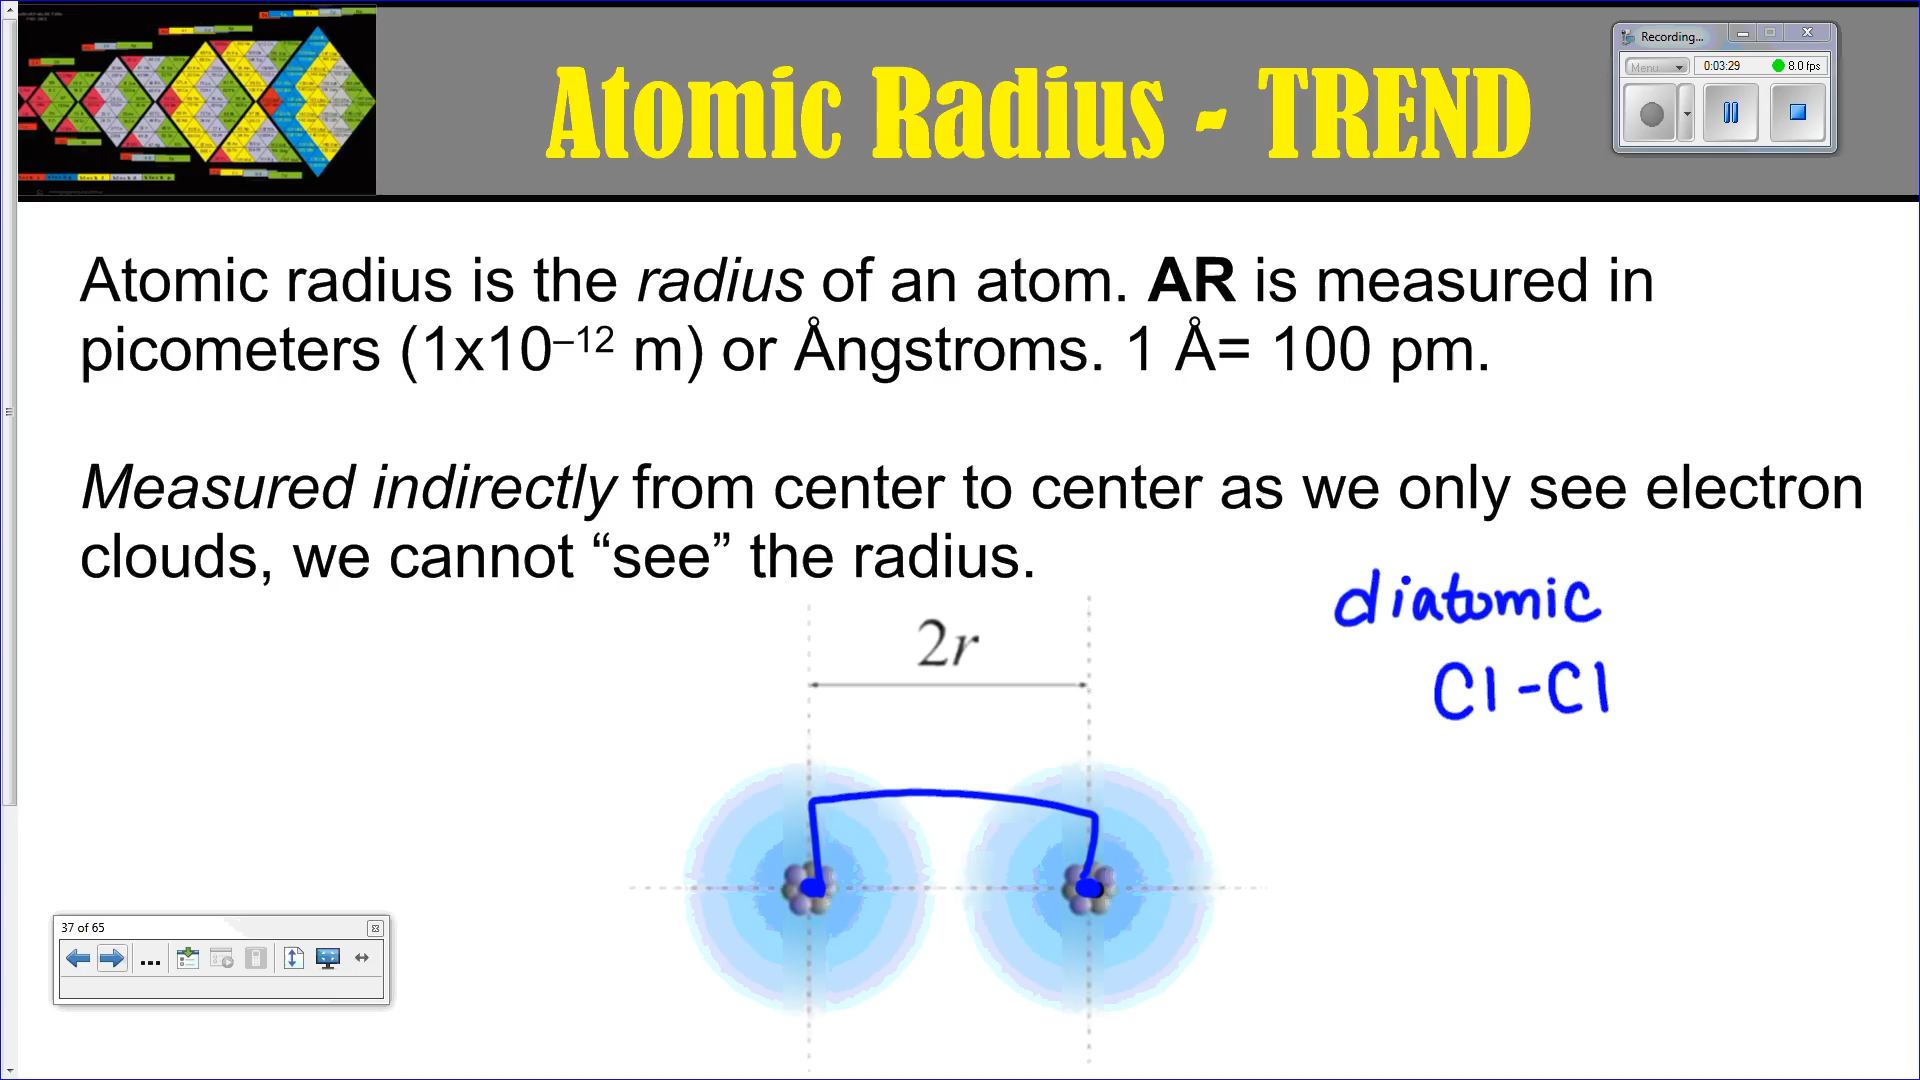 Atomic Radius - TREND
Recording...
Menu
0:03:29
8.0 fps
Atomic radius is the radius of an atom. AR is measured in
picometers (1x10⁻¹² m) or Ångstroms. 1 Å= 100 pm.
Measured indirectly from center to center as we only see electron
clouds, we cannot “see” the radius.
diatomic
2r
Cl-Cl
37 of 65